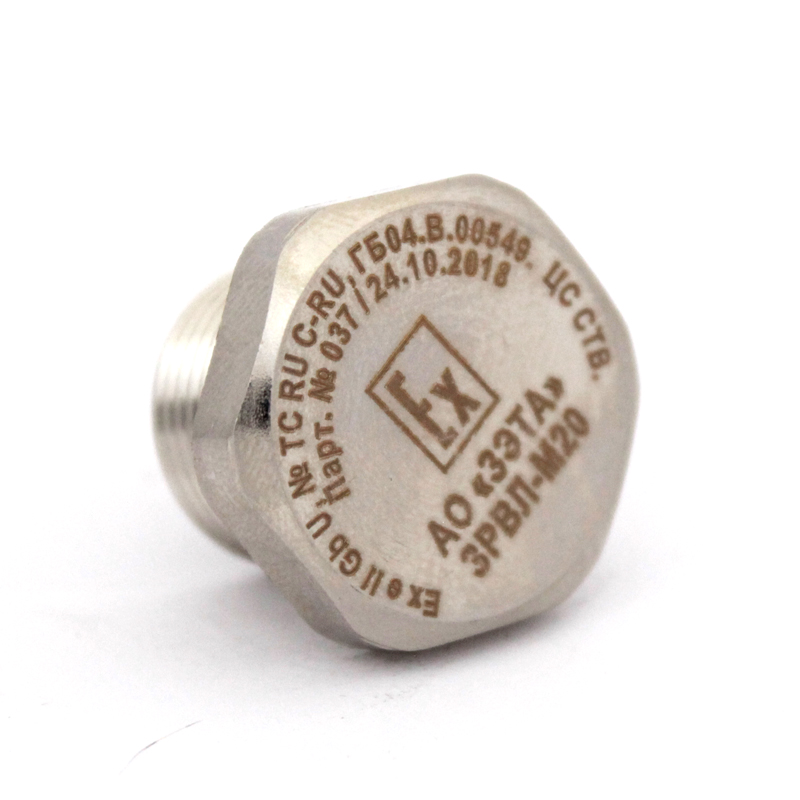 Ex e II Gb U, № ТС RU C-RU, ГБ04.В.00549. ЦС СТВ.
Парт. № 037/24.10.2018
Ex
АО «ЗЭТА»
ЗРВЛ-М20